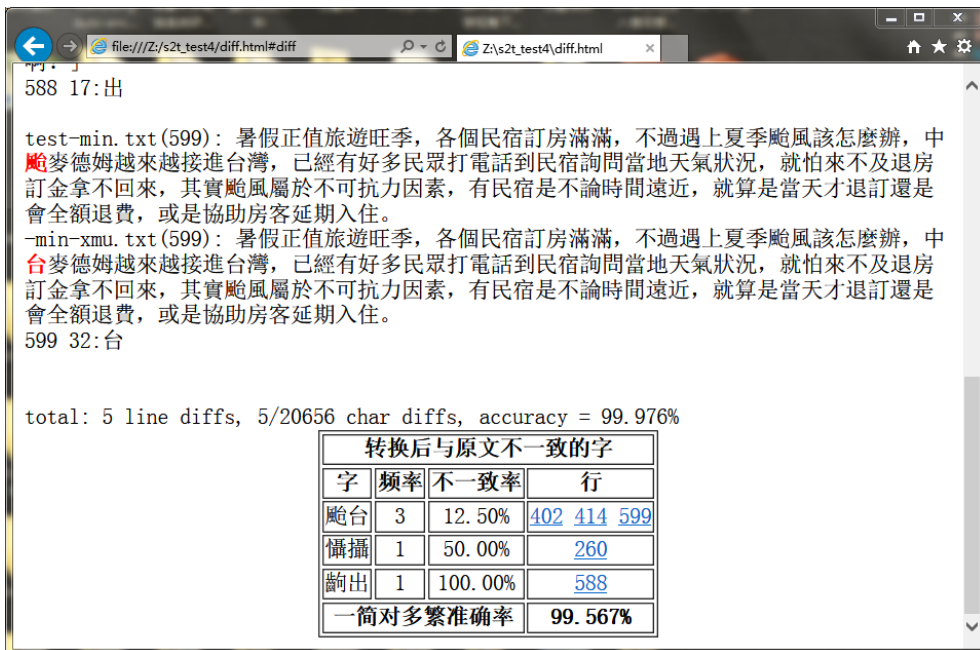 file:///Z:/s2t_test4/diff.html#diff
Z:\s2t_test4\diff.html
588 17:出
test-min.txt(599): 暑假正值旅遊旺季，各個民宿訂房滿滿，不過遇上夏季颱風該怎麼辦，中
颱麥德姆越來越接進台灣，已經有好多民眾打電話到民宿詢問當地天氣狀況，就怕來不及退房
訂金拿不回來，其實颱風屬於不可抗力因素，有民宿是不論時間遠近，就算是當天才退訂還是
會全額退費，或是協助房客延期入住。
-min-xmu.txt(599): 暑假正值旅遊旺季，各個民宿訂房滿滿，不過遇上夏季颱風該怎麼辦，中
台麥德姆越來越接進台灣，已經有好多民眾打電話到民宿詢問當地天氣狀況，就怕來不及退房
訂金拿不回來，其實颱風屬於不可抗力因素，有民宿是不論時間遠近，就算是當天才退訂還是
會全額退費，或是協助房客延期入住。
599 32:台
total: 5 line diffs, 5/20656 char diffs, accuracy = 99.976%
转换后与原文不一致的字
字 频率 不一致率 行
颱台 3 12.50% 402 414 599
懾攝 1 50.00% 260
齣出 1 100.00% 588
一简对多繁准确率 99.567%